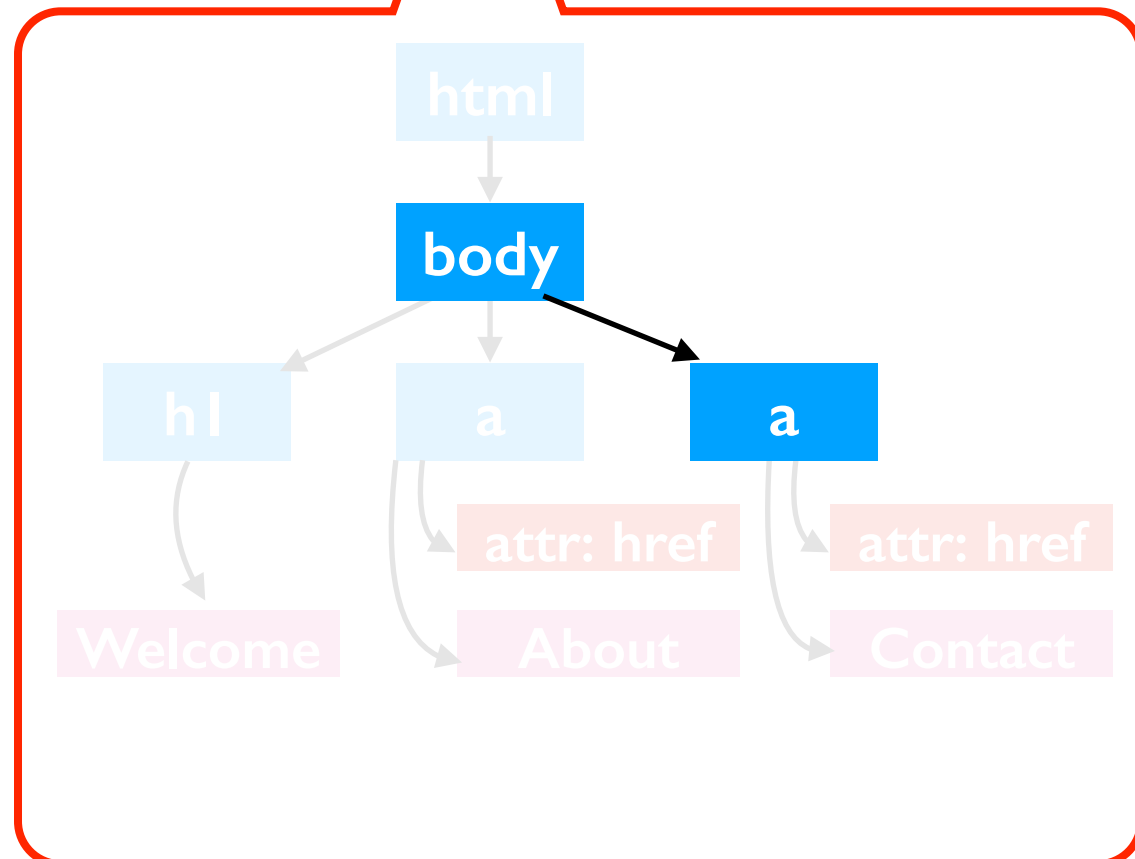 html
body
h1
a
a
attr: href
attr: href
Welcome
About
Contact